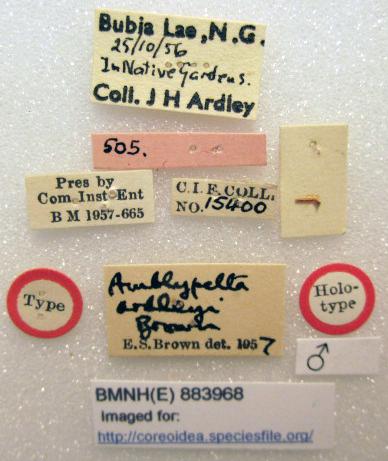 Bubia Lae, N.G.
25/10/56
In Native Gardens.
Coll. J H Ardley
505.
Pres by
Com Inst Ent
B M 1957-665
C.I.E. COLL.
NO. 15400
Type
Amblypelta
ardleyi
Brown
E.S. Brown det. 1957
Holo-
type
♂
BMNH(E) 883968
Imaged for:
http://coreoidea.speciesfile.org/